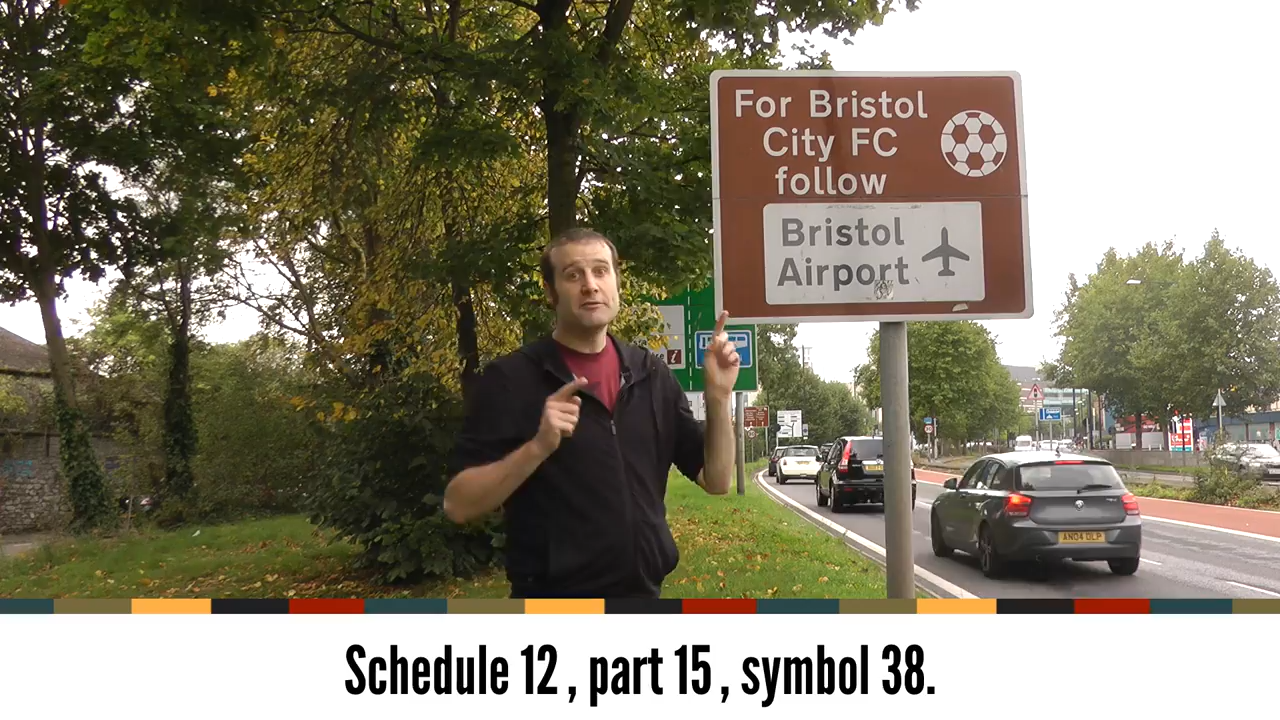 For Bristol
City FC
follow
Bristol
Airport
i
AN04 OLP
Schedule 12, part 15, symbol 38.